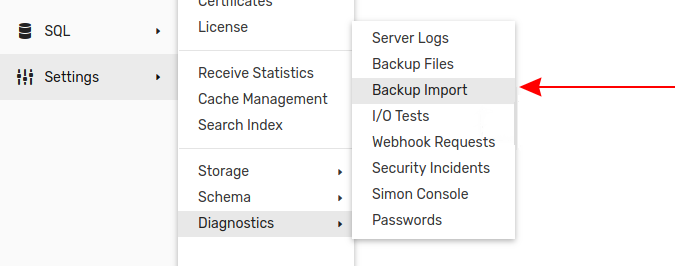 SQL
Settings
Certificates
License
Receive Statistics
Cache Management
Search Index
Storage
Schema
Diagnostics
Server Logs
Backup Files
Backup Import
I/O Tests
Webhook Requests
Security Incidents
Simon Console
Passwords